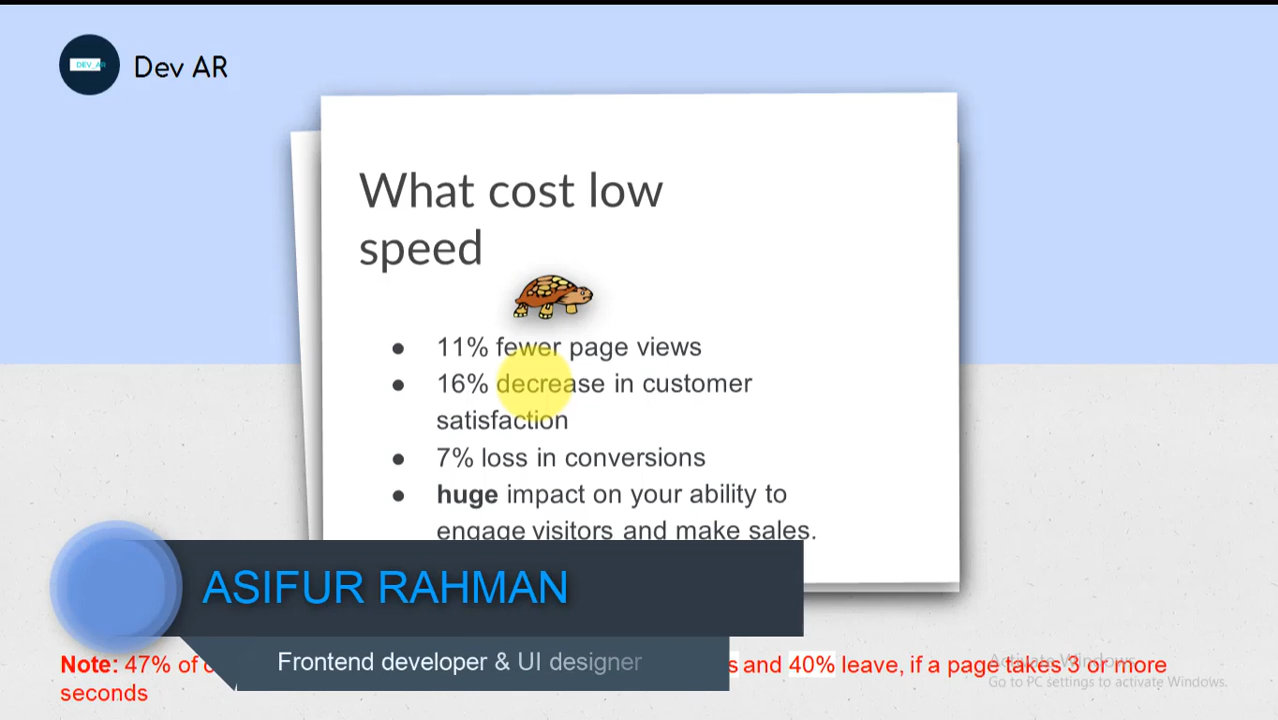 DEV_AR
Dev AR
What cost low
speed
● 11% fewer page views
● 16% decrease in customer
satisfaction
● 7% loss in conversions
● huge impact on your ability to
engage visitors and make sales.
ASIFUR RAHMAN
Frontend developer & UI designer
Note: 47% of s and 40% leave, if a page takes 3 or more
seconds
Activate Windows
Go to PC settings to activate Windows.